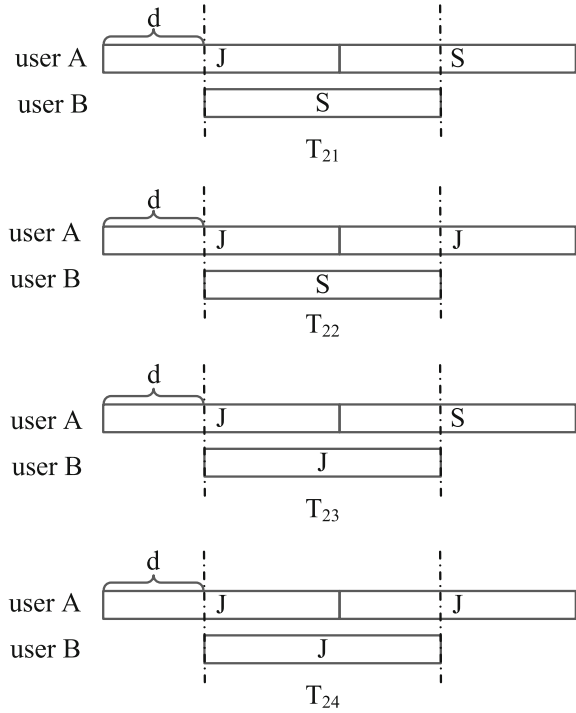 d
user A J S
user B S
T21
d
user A J J
user B S
T22
d
user A J S
user B J
T23
d
user A J J
user B J
T24